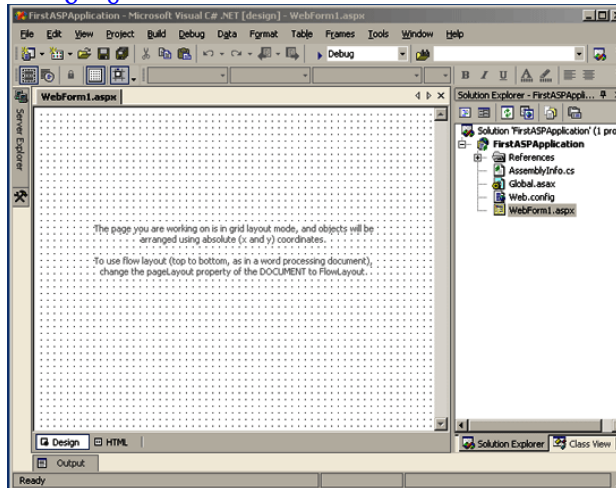 FirstASPApplication - Microsoft Visual C# .NET [design] - WebForm1.aspx
File Edit View Project Build Debug Data Format Table Frames Tools Window Help
Debug
B I U A
WebForm1.aspx
Solution Explorer - FirstASPAppli...
Server Explorer
Solution 'FirstASPApplication' (1 pro
FirstASPApplication
References
AssemblyInfo.cs
Global.asax
Web.config
WebForm1.aspx
The page you are working on is in grid layout mode, and objects will be
arranged using absolute (x and y) coordinates.
To use flow layout (top to bottom, as in a word processing document),
change the pageLayout property of the DOCUMENT to FlowLayout.
Design HTML
Solution Explorer Class View
Output
Ready